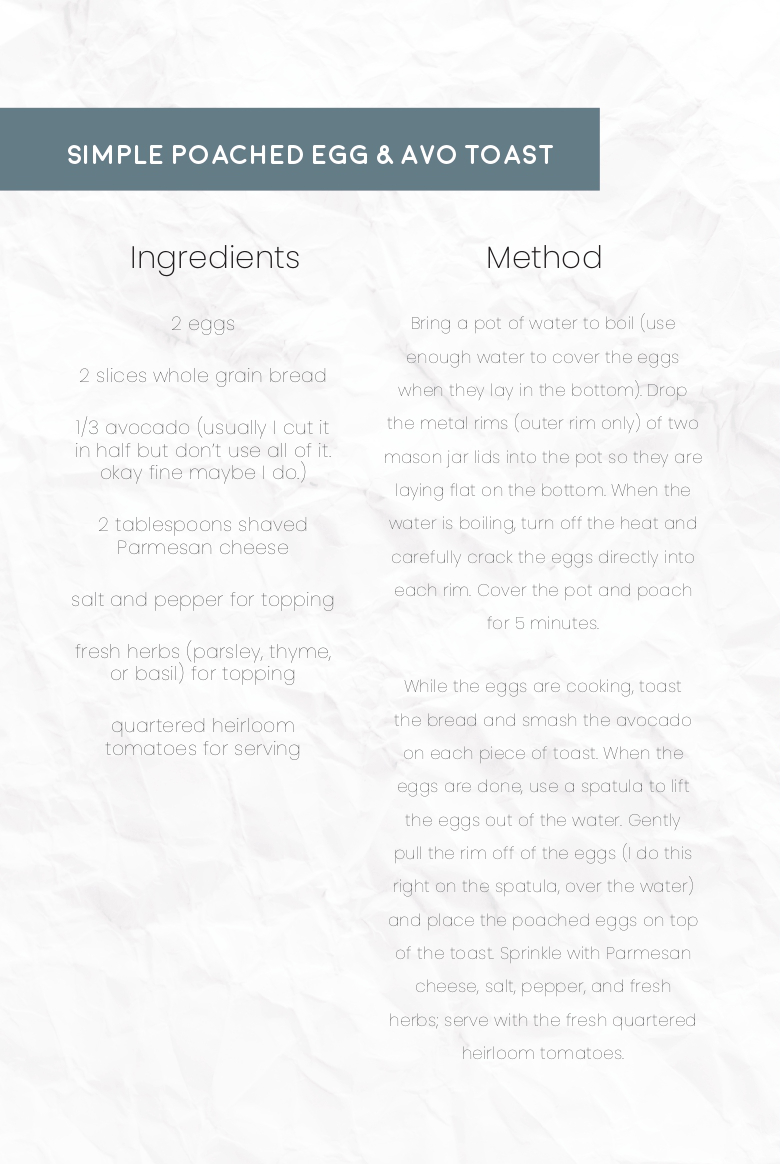 SIMPLE POACHED EGG & AVO TOAST
Ingredients
2 eggs
2 slices whole grain bread
1/3 avocado (usually I cut it
in half but don't use all of it.
okay fine maybe I do.)
2 tablespoons shaved
Parmesan cheese
salt and pepper for topping
fresh herbs (parsley, thyme,
or basil) for topping
quartered heirloom
tomatoes for serving
Method
Bring a pot of water to boil (use
enough water to cover the eggs
when they lay in the bottom). Drop
the metal rims (outer rim only) of two
mason jar lids into the pot so they are
laying flat on the bottom. When the
water is boiling, turn off the heat and
carefully crack the eggs directly into
each rim. Cover the pot and poach
for 5 minutes.
While the eggs are cooking, toast
the bread and smash the avocado
on each piece of toast. When the
eggs are done, use a spatula to lift
the eggs out of the water. Gently
pull the rim off of the eggs (I do this
right on the spatula, over the water)
and place the poached eggs on top
of the toast. Sprinkle with Parmesan
cheese, salt, pepper, and fresh
herbs; serve with the fresh quartered
heirloom tomatoes.